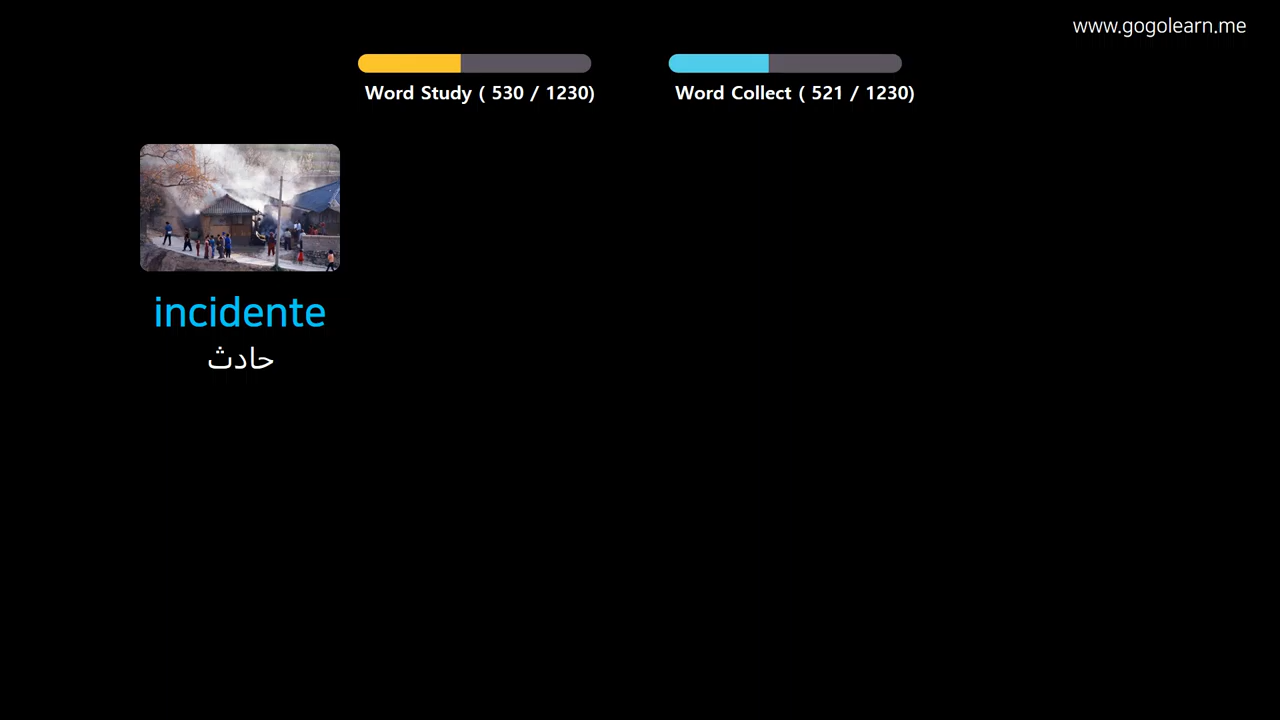 www.gogolearn.me
Word Study ( 530 / 1230)
Word Collect ( 521 / 1230)
incidente
حادث